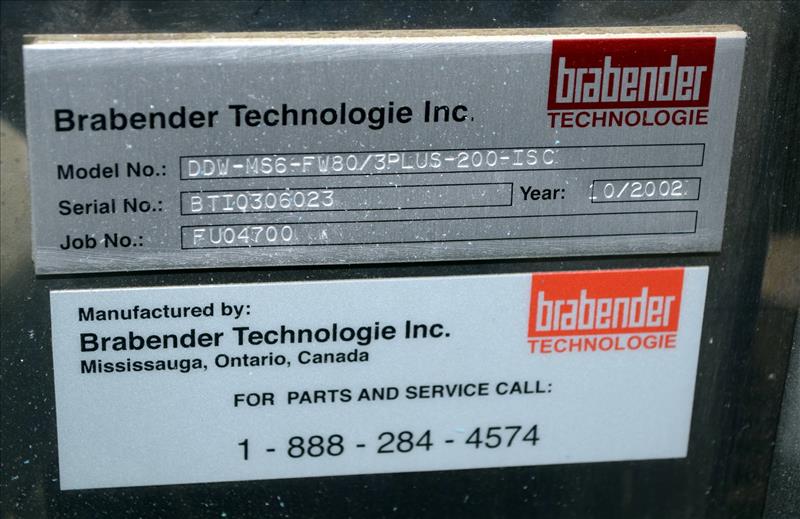 brabender
TECHNOLOGIE
Brabender Technologie Inc.
Model No.: DDW-MS6-FW80/3PLUS-200-ISC
Serial No.: BTI0306023 Year: 10/2002
Job No.: FU04700
Manufactured by:
Brabender Technologie Inc.
Mississauga, Ontario, Canada
brabender
TECHNOLOGIE
FOR PARTS AND SERVICE CALL:
1 - 888 - 284 - 4574